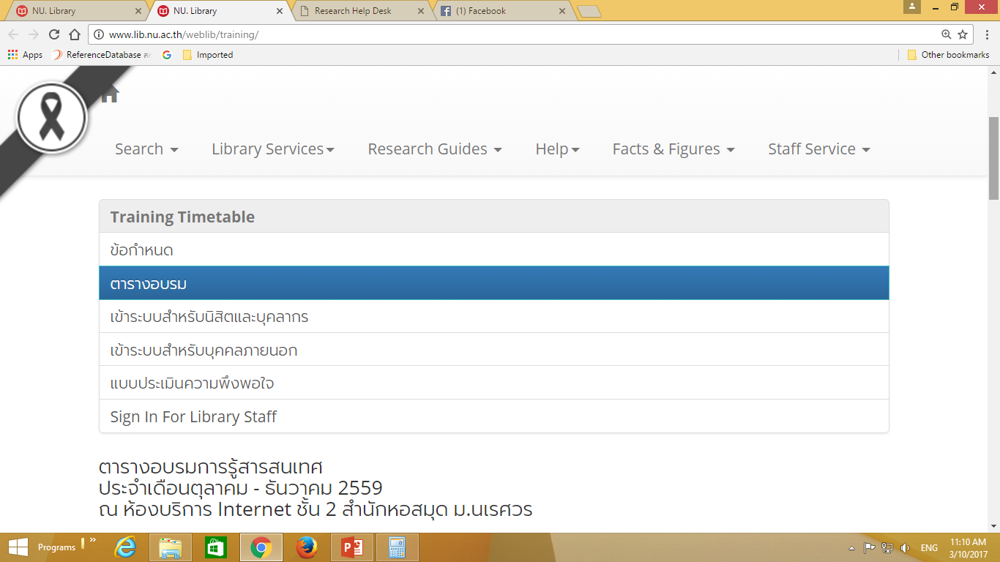 NU. Library
NU. Library
Research Help Desk
(1) Facebook
www.lib.nu.ac.th/weblib/training/
Apps
ReferenceDatabase
Imported
Other bookmarks
Search
Library Services
Research Guides
Help
Facts & Figures
Staff Service
Training Timetable
ข้อกำหนด
ตารางอบรม
เข้าระบบสำหรับนิสิตและบุคลากร
เข้าระบบสำหรับบุคคลภายนอก
แบบประเมินความพึงพอใจ
Sign In For Library Staff
ตารางอบรมการรู้สารสนเทศ
ประจำเดือนตุลาคม - ธันวาคม 2559
ณ ห้องบริการ Internet ชั้น 2 สำนักหอสมุด ม.นเรศวร
Programs
ENG
11:10 AM
3/10/2017